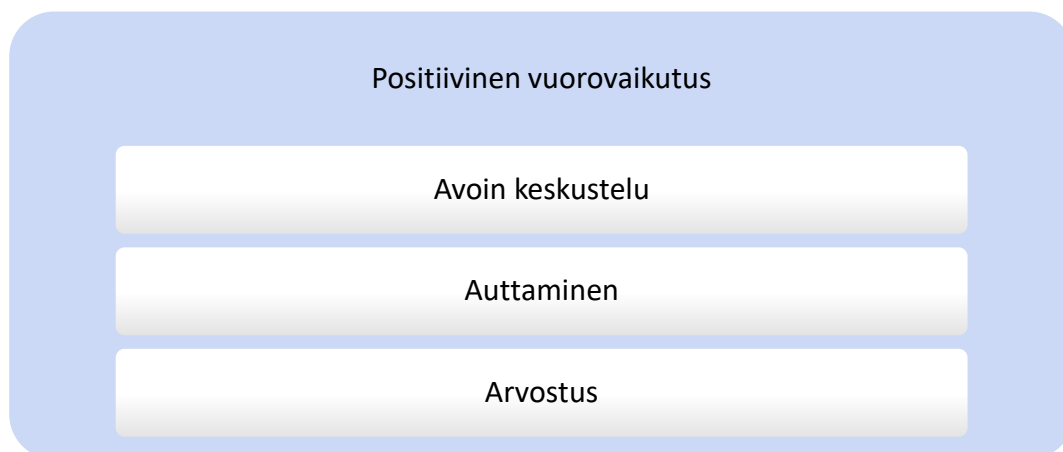 Positiivinen vuorovaikutus
Avoin keskustelu
Auttaminen
Arvostus